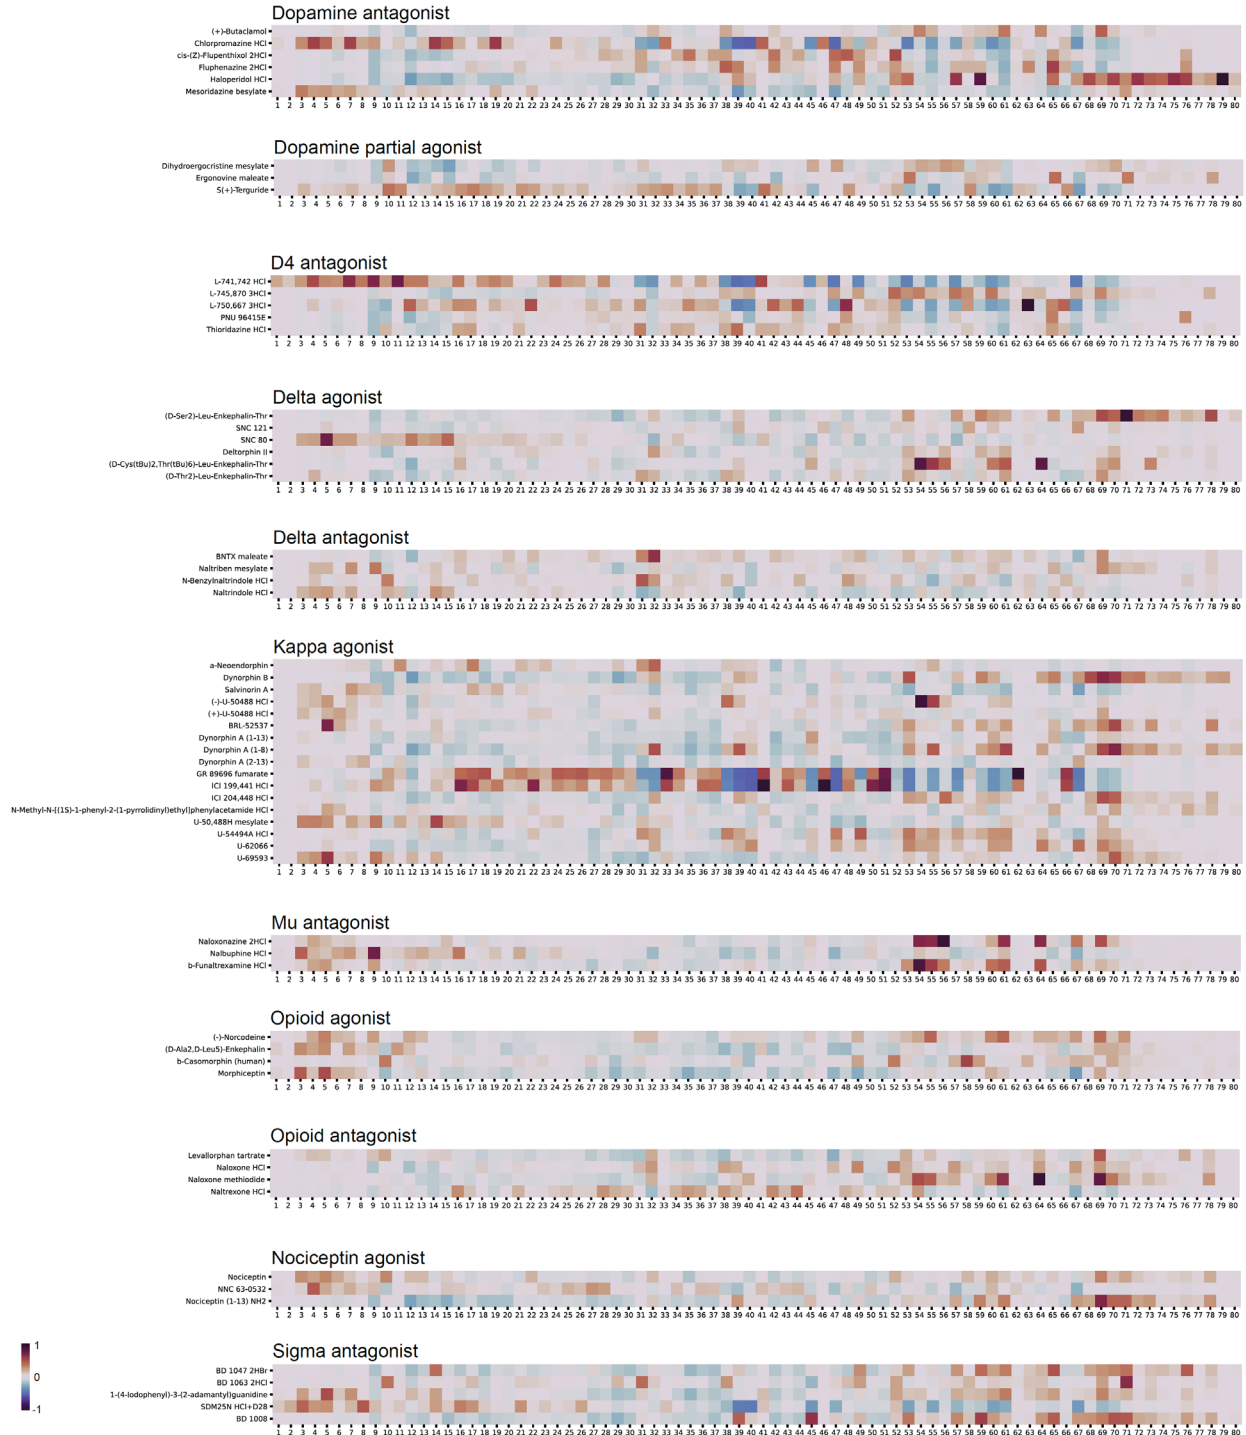 Dopamine antagonist
(+)-Butaclamol
Chlorpromazine HCl
cis-(Z)-Flupenthixol 2HCl
Fluphenazine 2HCl
Haloperidol HCl
Mesoridazine besylate
1 2 3 4 5 6 7 8 9 10 11 12 13 14 15 16 17 18 19 20 21 22 23 24 25 26 27 28 29 30 31 32 33 34 35 36 37 38 39 40 41 42 43 44 45 46 47 48 49 50 51 52 53 54 55 56 57 58 59 60 61 62 63 64 65 66 67 68 69 70 71 72 73 74 75 76 77 78 79 80
Dopamine partial agonist
Dihydroergocristine mesylate
Ergonovine maleate
S(+)-Terguride
1 2 3 4 5 6 7 8 9 10 11 12 13 14 15 16 17 18 19 20 21 22 23 24 25 26 27 28 29 30 31 32 33 34 35 36 37 38 39 40 41 42 43 44 45 46 47 48 49 50 51 52 53 54 55 56 57 58 59 60 61 62 63 64 65 66 67 68 69 70 71 72 73 74 75 76 77 78 79 80
D4 antagonist
L-741,742 HCl
L-745,870 3HCl
L-750,667 3HCl
PNU 96415E
Thioridazine HCl
1 2 3 4 5 6 7 8 9 10 11 12 13 14 15 16 17 18 19 20 21 22 23 24 25 26 27 28 29 30 31 32 33 34 35 36 37 38 39 40 41 42 43 44 45 46 47 48 49 50 51 52 53 54 55 56 57 58 59 60 61 62 63 64 65 66 67 68 69 70 71 72 73 74 75 76 77 78 79 80
Delta agonist
(D-Ser2)-Leu-Enkephalin-Thr
SNC 121
SNC 80
Deltorphin II
(D-Cys(tBu)2,Thr(tBu)6)-Leu-Enkephalin-Thr
(D-Thr2)-Leu-Enkephalin-Thr
1 2 3 4 5 6 7 8 9 10 11 12 13 14 15 16 17 18 19 20 21 22 23 24 25 26 27 28 29 30 31 32 33 34 35 36 37 38 39 40 41 42 43 44 45 46 47 48 49 50 51 52 53 54 55 56 57 58 59 60 61 62 63 64 65 66 67 68 69 70 71 72 73 74 75 76 77 78 79 80
Delta antagonist
BNTX maleate
Naltriben mesylate
N-Benzylnaltrindole HCl
Naltrindole HCl
1 2 3 4 5 6 7 8 9 10 11 12 13 14 15 16 17 18 19 20 21 22 23 24 25 26 27 28 29 30 31 32 33 34 35 36 37 38 39 40 41 42 43 44 45 46 47 48 49 50 51 52 53 54 55 56 57 58 59 60 61 62 63 64 65 66 67 68 69 70 71 72 73 74 75 76 77 78 79 80
Kappa agonist
a-Neoendorphin
Dynorphin B
Salvinorin A
(-)-U-50488 HCl
(+)-U-50488 HCl
BRL-52537
Dynorphin A (1-13)
Dynorphin A (1-8)
Dynorphin A (2-13)
GR 89696 fumarate
ICI 199,441 HCl
ICI 204,448 HCl
N-Methyl-N-[(1S)-1-phenyl-2-(1-pyrrolidinyl)ethyl]phenylacetamide HCl
U-50,488H mesylate
U-54494A HCl
U-62066
U-69593
1 2 3 4 5 6 7 8 9 10 11 12 13 14 15 16 17 18 19 20 21 22 23 24 25 26 27 28 29 30 31 32 33 34 35 36 37 38 39 40 41 42 43 44 45 46 47 48 49 50 51 52 53 54 55 56 57 58 59 60 61 62 63 64 65 66 67 68 69 70 71 72 73 74 75 76 77 78 79 80
Mu antagonist
Naloxonazine 2HCl
Nalbuphine HCl
b-Funaltrexamine HCl
1 2 3 4 5 6 7 8 9 10 11 12 13 14 15 16 17 18 19 20 21 22 23 24 25 26 27 28 29 30 31 32 33 34 35 36 37 38 39 40 41 42 43 44 45 46 47 48 49 50 51 52 53 54 55 56 57 58 59 60 61 62 63 64 65 66 67 68 69 70 71 72 73 74 75 76 77 78 79 80
Opioid agonist
(-)-Norcodeine
(D-Ala2,D-Leu5)-Enkephalin
b-Casomorphin (human)
Morphiceptin
1 2 3 4 5 6 7 8 9 10 11 12 13 14 15 16 17 18 19 20 21 22 23 24 25 26 27 28 29 30 31 32 33 34 35 36 37 38 39 40 41 42 43 44 45 46 47 48 49 50 51 52 53 54 55 56 57 58 59 60 61 62 63 64 65 66 67 68 69 70 71 72 73 74 75 76 77 78 79 80
Opioid antagonist
Levallorphan tartrate
Naloxone HCl
Naloxone methiodide
Naltrexone HCl
1 2 3 4 5 6 7 8 9 10 11 12 13 14 15 16 17 18 19 20 21 22 23 24 25 26 27 28 29 30 31 32 33 34 35 36 37 38 39 40 41 42 43 44 45 46 47 48 49 50 51 52 53 54 55 56 57 58 59 60 61 62 63 64 65 66 67 68 69 70 71 72 73 74 75 76 77 78 79 80
Nociceptin agonist
Nociceptin
NNC 63-0532
Nociceptin (1-13) NH2
1 2 3 4 5 6 7 8 9 10 11 12 13 14 15 16 17 18 19 20 21 22 23 24 25 26 27 28 29 30 31 32 33 34 35 36 37 38 39 40 41 42 43 44 45 46 47 48 49 50 51 52 53 54 55 56 57 58 59 60 61 62 63 64 65 66 67 68 69 70 71 72 73 74 75 76 77 78 79 80
1
0
-1
Sigma antagonist
BD 1047 2HBr
BD 1063 2HCl
1-(4-Iodophenyl)-3-(2-adamantyl)guanidine
SDM25N HCl+D28
BD 1008
1 2 3 4 5 6 7 8 9 10 11 12 13 14 15 16 17 18 19 20 21 22 23 24 25 26 27 28 29 30 31 32 33 34 35 36 37 38 39 40 41 42 43 44 45 46 47 48 49 50 51 52 53 54 55 56 57 58 59 60 61 62 63 64 65 66 67 68 69 70 71 72 73 74 75 76 77 78 79 80